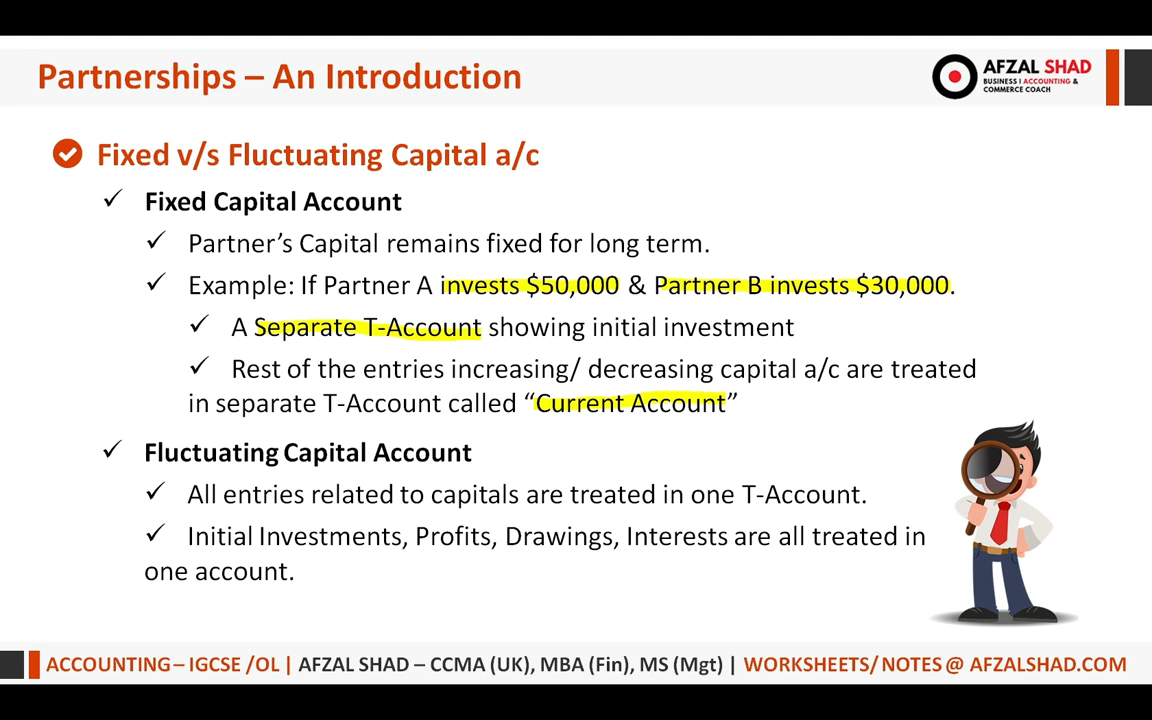 Partnerships – An Introduction
AFZAL SHAD
BUSINESS I ACCOUNTING &
COMMERCE COACH
Fixed v/s Fluctuating Capital a/c
Fixed Capital Account
Partner’s Capital remains fixed for long term.
Example: If Partner A invests $50,000 & Partner B invests $30,000.
A Separate T-Account showing initial investment
Rest of the entries increasing/ decreasing capital a/c are treated
in separate T-Account called “Current Account”
Fluctuating Capital Account
All entries related to capitals are treated in one T-Account.
Initial Investments, Profits, Drawings, Interests are all treated in
one account.
ACCOUNTING – IGCSE /OL | AFZAL SHAD – CCMA (UK), MBA (Fin), MS (Mgt) | WORKSHEETS/ NOTES @ AFZALSHAD.COM